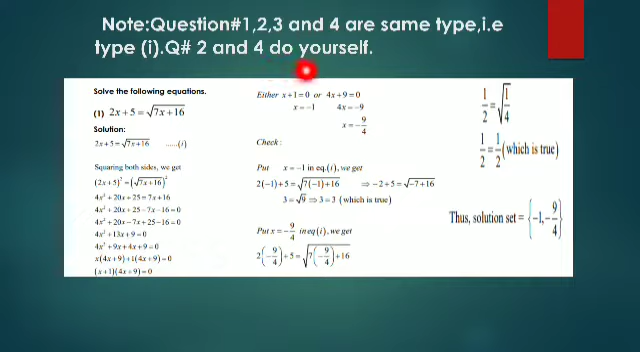 Note:Question#1,2,3 and 4 are same type,i.e
type (i).Q# 2 and 4 do yourself.
Solve the following equations.
(1) 2x+5=√7x+16
Solution:
2x+5=√7x+16 ......(i)
Squaring both sides, we get
(2x+5)²=(√7x+16)²
4x²+20x+25=7x+16
4x²+20x+25-7x-16=0
4x²+20x-7x+25-16=0
4x²+13x+9=0
4x²+9x+4x+9=0
x(4x+9)+1(4x+9)=0
(x+1)(4x+9)=0
Either x+1=0 or 4x+9=0
x=-1 4x=-9
x=-9/4
Check:
Put x=-1 in eq.(i), we get
2(-1)+5=√7(-1)+16 ⇒-2+5=√-7+16
3=√9⇒3=3 (which is true)
Put x=-9/4 in eq(i), we get
2(-9/4)+5=√7(-9/4)+16
1/2=√1/4
1/2=1/2(which is true)
Thus, solution set={-1,-9/4}